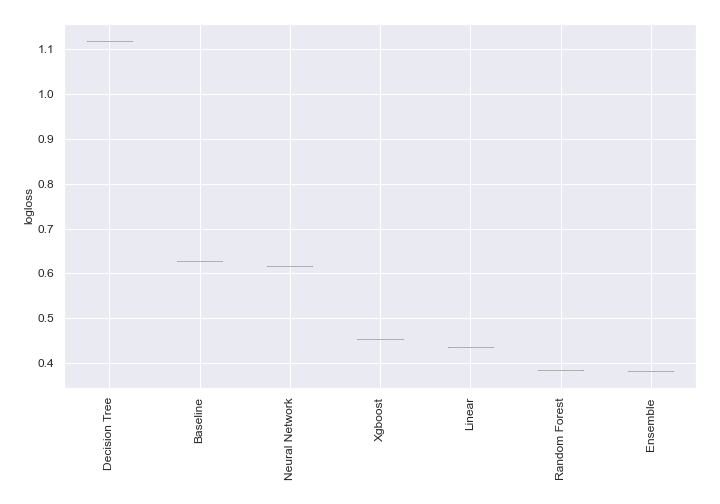 1.1
1.0
0.9
0.8
0.7
0.6
0.5
0.4
logloss
Decision Tree
Baseline
Neural Network
Xgboost
Linear
Random Forest
Ensemble